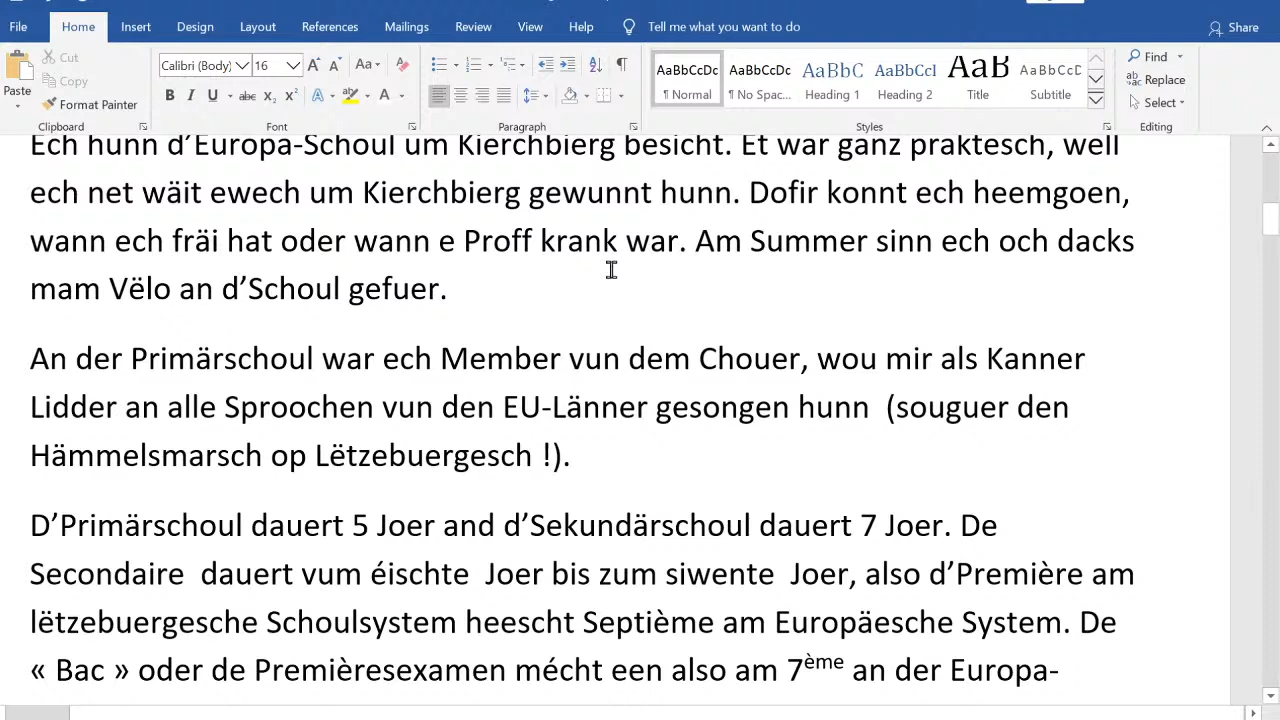 File Home Insert Design Layout References Mailings Review View Help Tell me what you want to do Share
Cut
Copy
Format Painter
Paste
Calibri (Body) 16
Aa
B I U abc x₂ x²
AaBbCcDc AaBbCcDc AaBbC AaBbCcI AaB AaBbCcD
¶ Normal ¶ No Spac... Heading 1 Heading 2 Title Subtitle
Find
Replace
Select
Clipboard Font Paragraph Styles Editing
Ech hunn d’Europa-Schoul um Kierchbierg besicht. Et war ganz praktesch, well
ech net wäit ewech um Kierchbierg gewunnt hunn. Dofir konnt ech heemgoen,
wann ech fräi hat oder wann e Proff krank war. Am Summer sinn ech och dacks
mam Vëlo an d’Schoul gefuer.
An der Primärschoul war ech Member vun dem Chouer, wou mir als Kanner
Lidder an alle Sproochen vun den EU-Länner gesongen hunn  (souguer den
Hämmelsmarsch op Lëtzebuergesch !).
D’Primärschoul dauert 5 Joer and d’Sekundärschoul dauert 7 Joer. De
Secondaire  dauert vum éischte  Joer bis zum siwente  Joer, also d’Première am
lëtzebuergesche Schoulsystem heescht Septième am Europäesche System. De
« Bac » oder de Premièresexamen mécht een also am 7ème an der Europa-